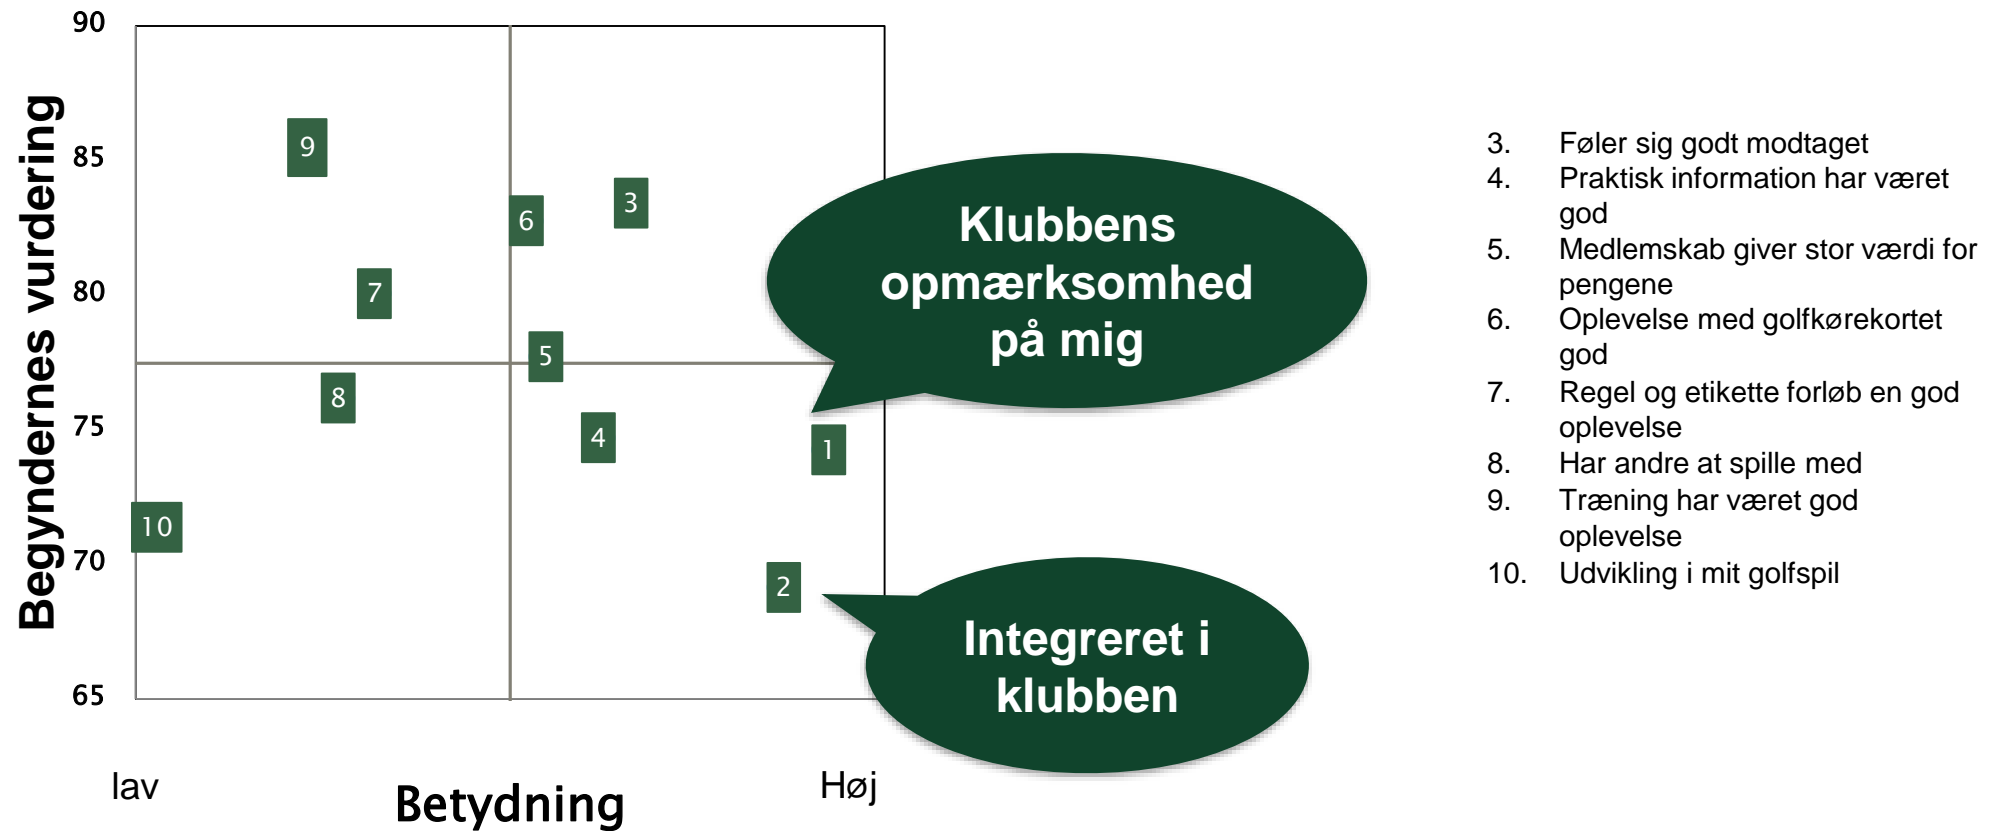 90
85
80
75
70
65
Begyndernes vurdering
9
3
6
7
5
8
4
1
10
2
Klubbens
opmærksomhed
på mig
Integreret i
klubben
lav
Betydning
Høj
3. Føler sig godt modtaget
4. Praktisk information har været
god
5. Medlemskab giver stor værdi for
pengene
6. Oplevelse med golfkørekortet
god
7. Regel og etikette forløb en god
oplevelse
8. Har andre at spille med
9. Træning har været god
oplevelse
10. Udvikling i mit golfspil